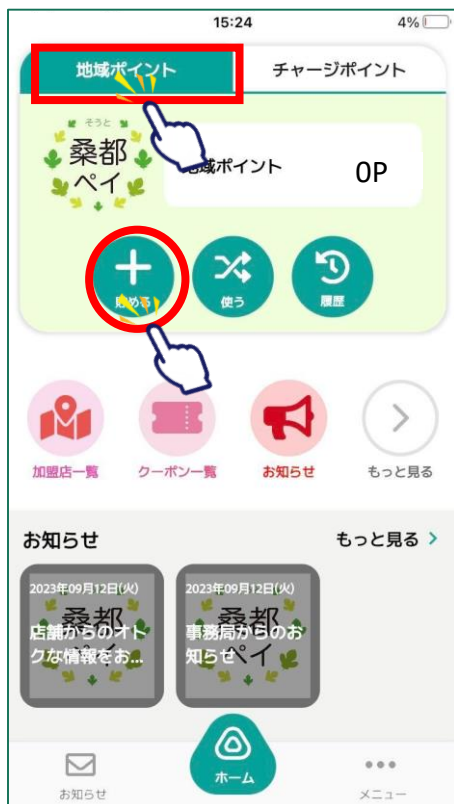 15:24
4%
地域ポイント
チャージポイント
そうと
桑都
ペイ
地域ポイント
0P
貯める
使う
履歴
加盟店一覧
クーポン一覧
お知らせ
もっと見る
お知らせ
もっと見る
2023年09月12日(火)
店舗からのオト
クな情報をお...
2023年09月12日(火)
事務局からのお
知らせ
桑都
ペイ
桑都
ペイ
お知らせ
ホーム
メニュー